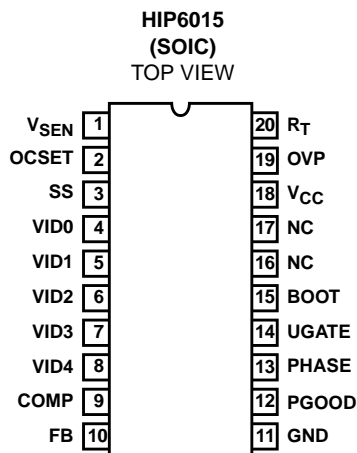 HIP6015
(SOIC)
TOP VIEW
VSEN 1
OCSET 2
SS 3
VID0 4
VID1 5
VID2 6
VID3 7
VID4 8
COMP 9
FB 10
20 RT
19 OVP
18 VCC
17 NC
16 NC
15 BOOT
14 UGATE
13 PHASE
12 PGOOD
11 GND